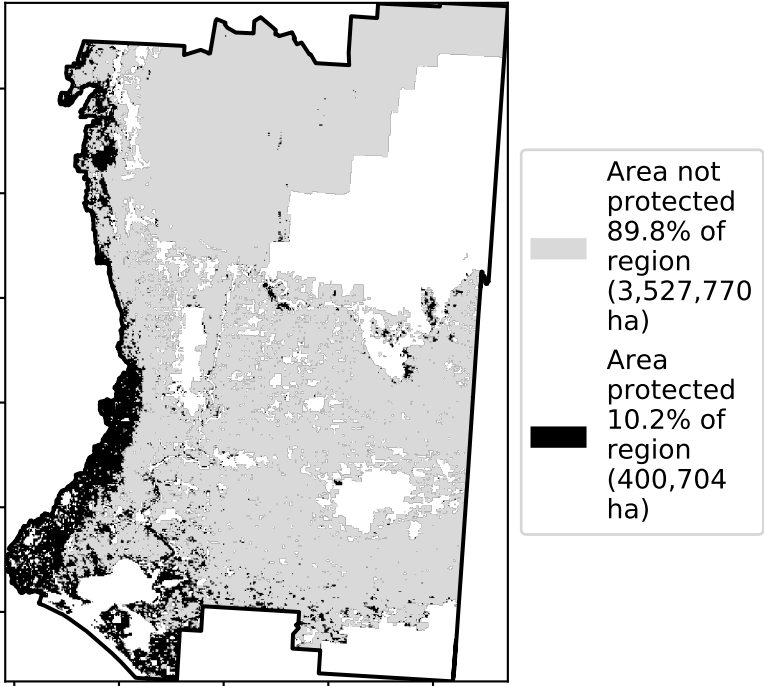 Area not
protected
89.8% of
region
(3,527,770
ha)
Area
protected
10.2% of
region
(400,704
ha)